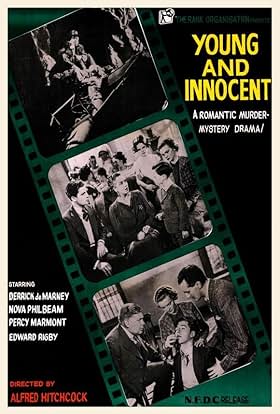 THE RANK ORGANISATION PRESENTS
YOUNG
AND
INNOCENT
A ROMANTIC MURDER-
MYSTERY DRAMA!
STARRING
DERRICK de MARNEY
NOVA PHILBEAM
PERCY MARMONT
EDWARD RIGBY
DIRECTED BY
ALFRED HITCHCOCK
N.F.D.C RELEASE